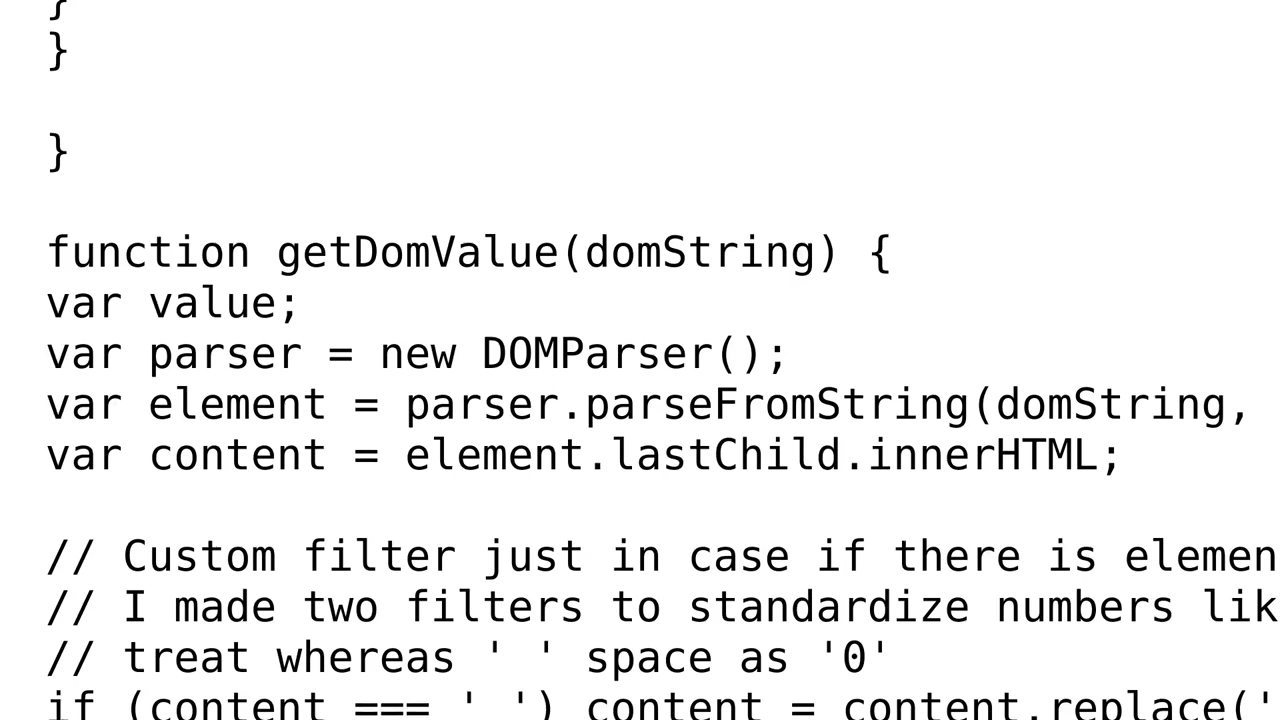 }
}

}

function getDomValue(domString) {
var value;
var parser = new DOMParser();
var element = parser.parseFromString(domString,
var content = element.lastChild.innerHTML;

// Custom filter just in case if there is elemen
// I made two filters to standardize numbers lik
// treat whereas ' ' space as '0'
if (content === ' ') content = content.replace('